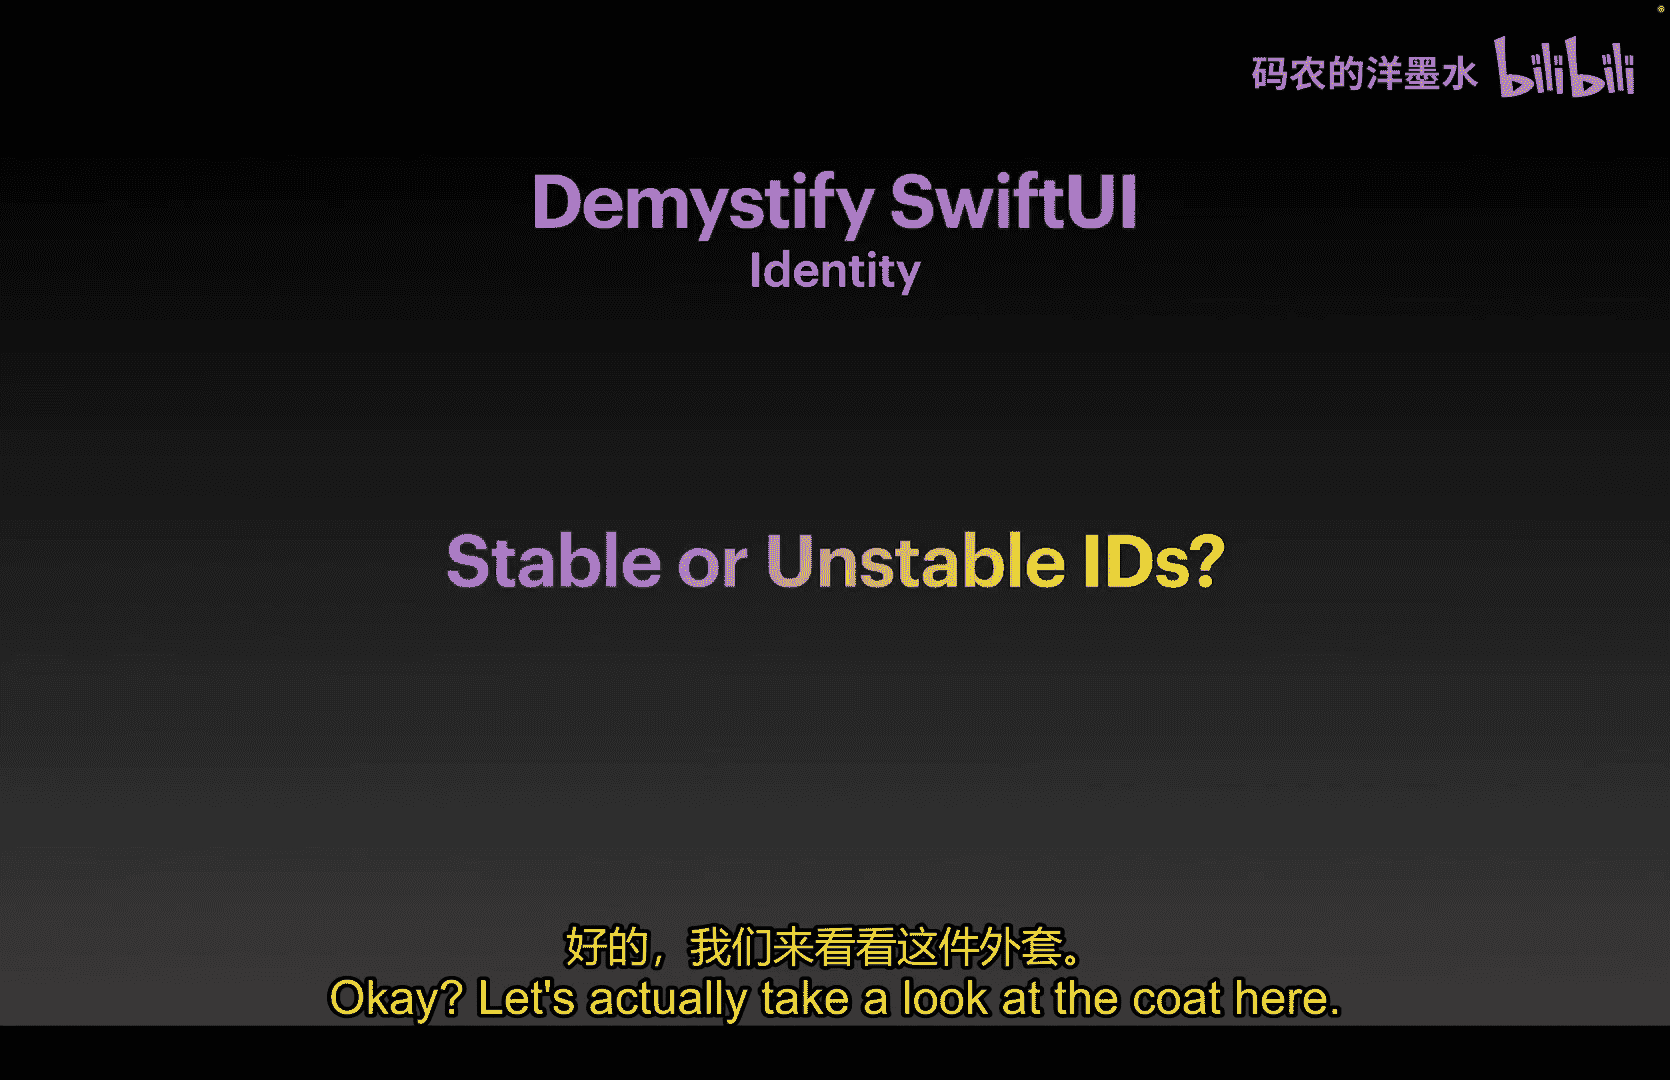 码农的洋墨水 bilibili
Demystify SwiftUI
Identity
Stable or Unstable IDs?
好的，我们来看看这件外套。
Okay? Let's actually take a look at the coat here.